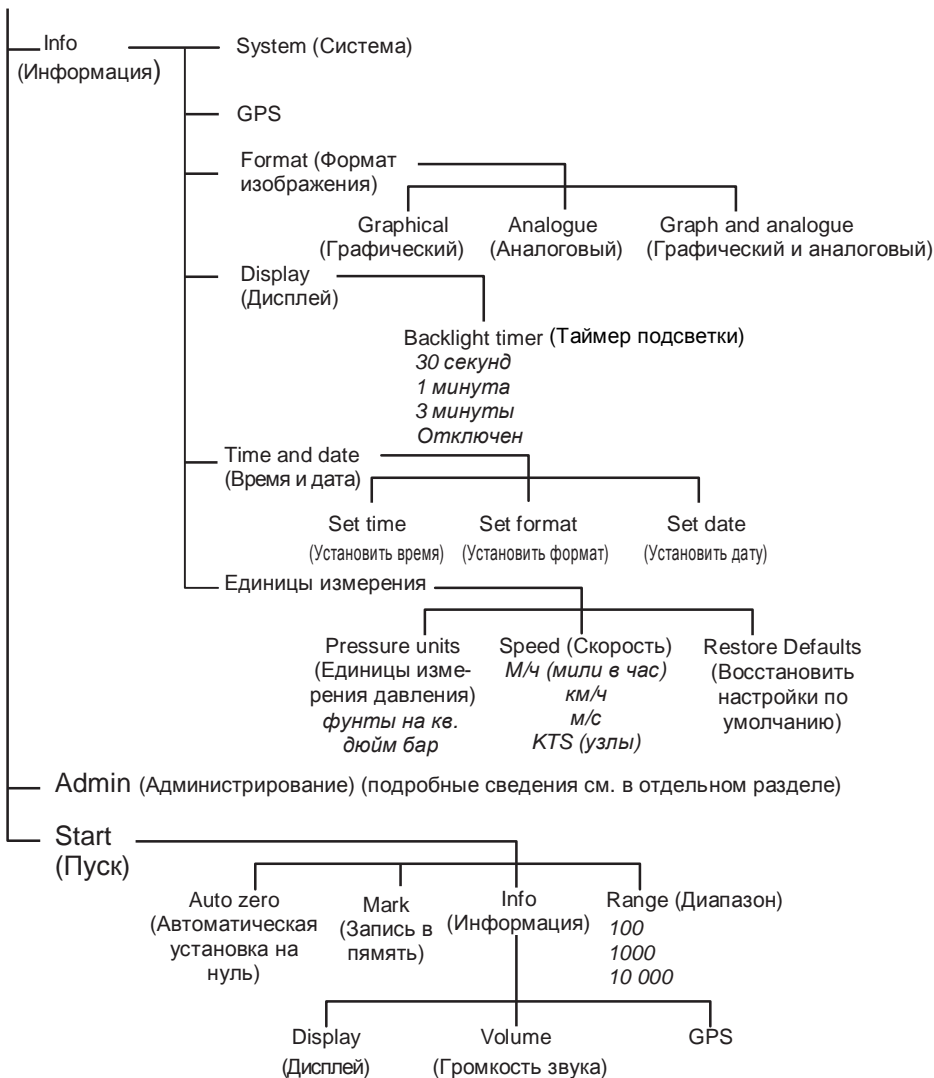 Info
(Информация)
System (Система)
GPS
Format (Формат
изображения)
Graphical
(Графический)
Analogue
(Аналоговый)
Graph and analogue
(Графический и аналоговый)
Display
(Дисплей)
Backlight timer (Таймер подсветки)
30 секунд
1 минута
3 минуты
Отключен
Time and date
(Время и дата)
Set time
(Установить время)
Set format
(Установить формат)
Set date
(Установить дату)
Единицы измерения
Pressure units
(Единицы изме-
рения давления)
фунты на кв.
дюйм бар
Speed (Скорость)
М/ч (мили в час)
км/ч
м/с
KTS (узлы)
Restore Defaults
(Восстановить
настройки по
умолчанию)
Admin (Администрирование) (подробные сведения см. в отдельном разделе)
Start
(Пуск)
Auto zero
(Автоматическая
установка на
нуль)
Mark
(Запись в
пямять)
Info
(Информация)
Range (Диапазон)
100
1000
10 000
Display
(Дисплей)
Volume
(Громкость звука)
GPS